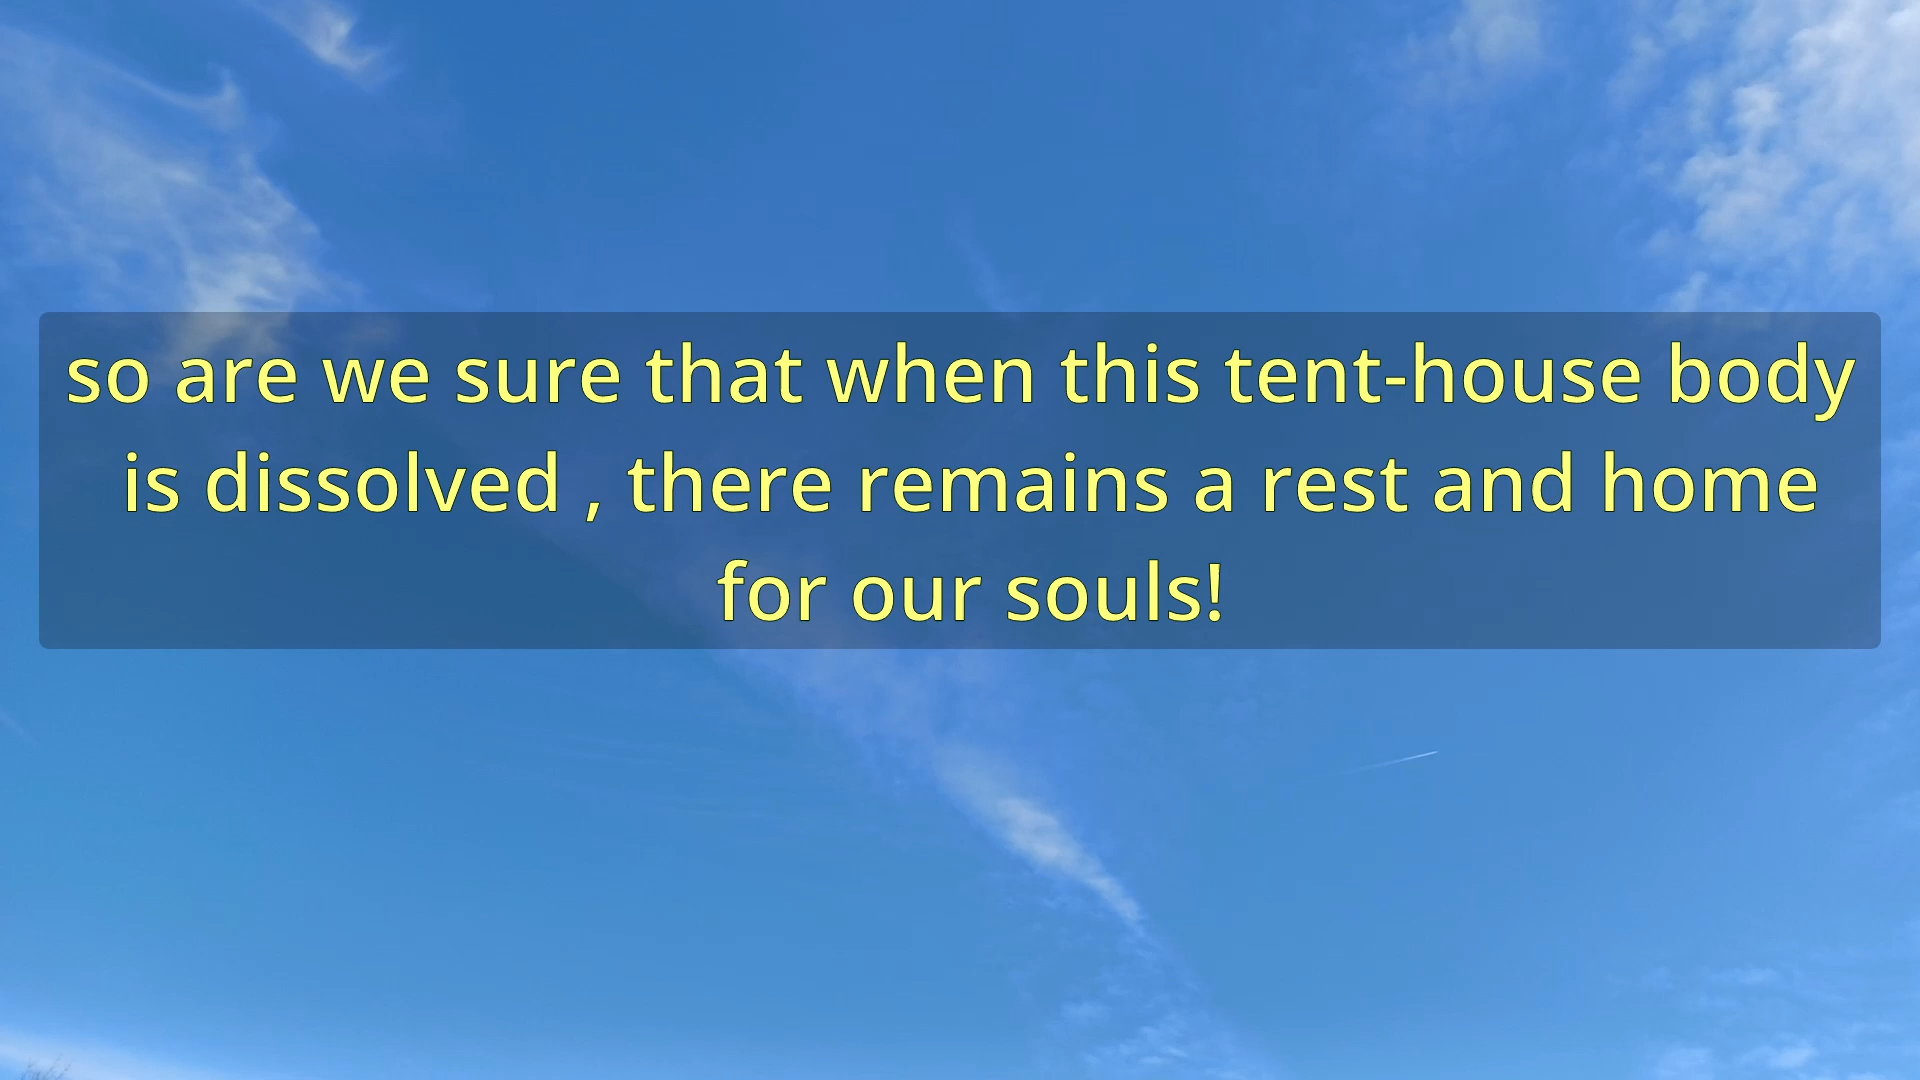 so are we sure that when this tent-house body
is dissolved , there remains a rest and home
for our souls!